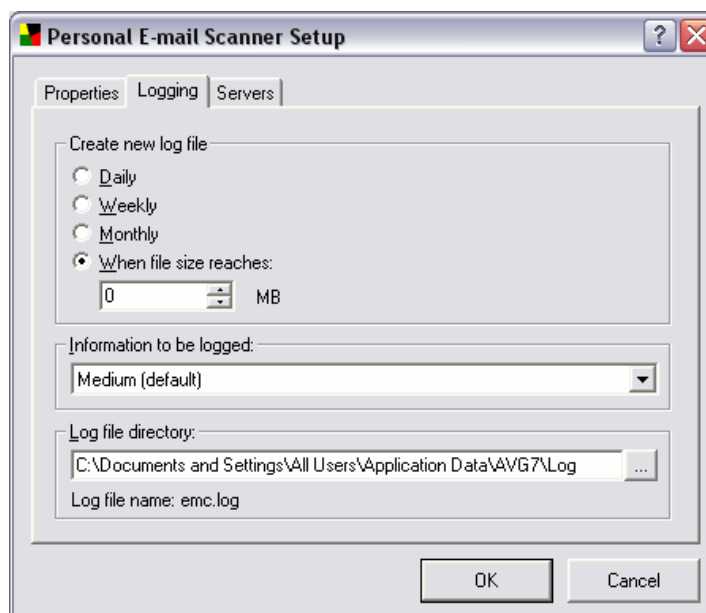 Personal E-mail Scanner Setup
Properties Logging Servers
Create new log file
Daily
Weekly
Monthly
When file size reaches:
0 MB
Information to be logged:
Medium (default)
Log file directory:
C:\Documents and Settings\All Users\Application Data\AVG7\Log ...
Log file name: emc.log
OK Cancel